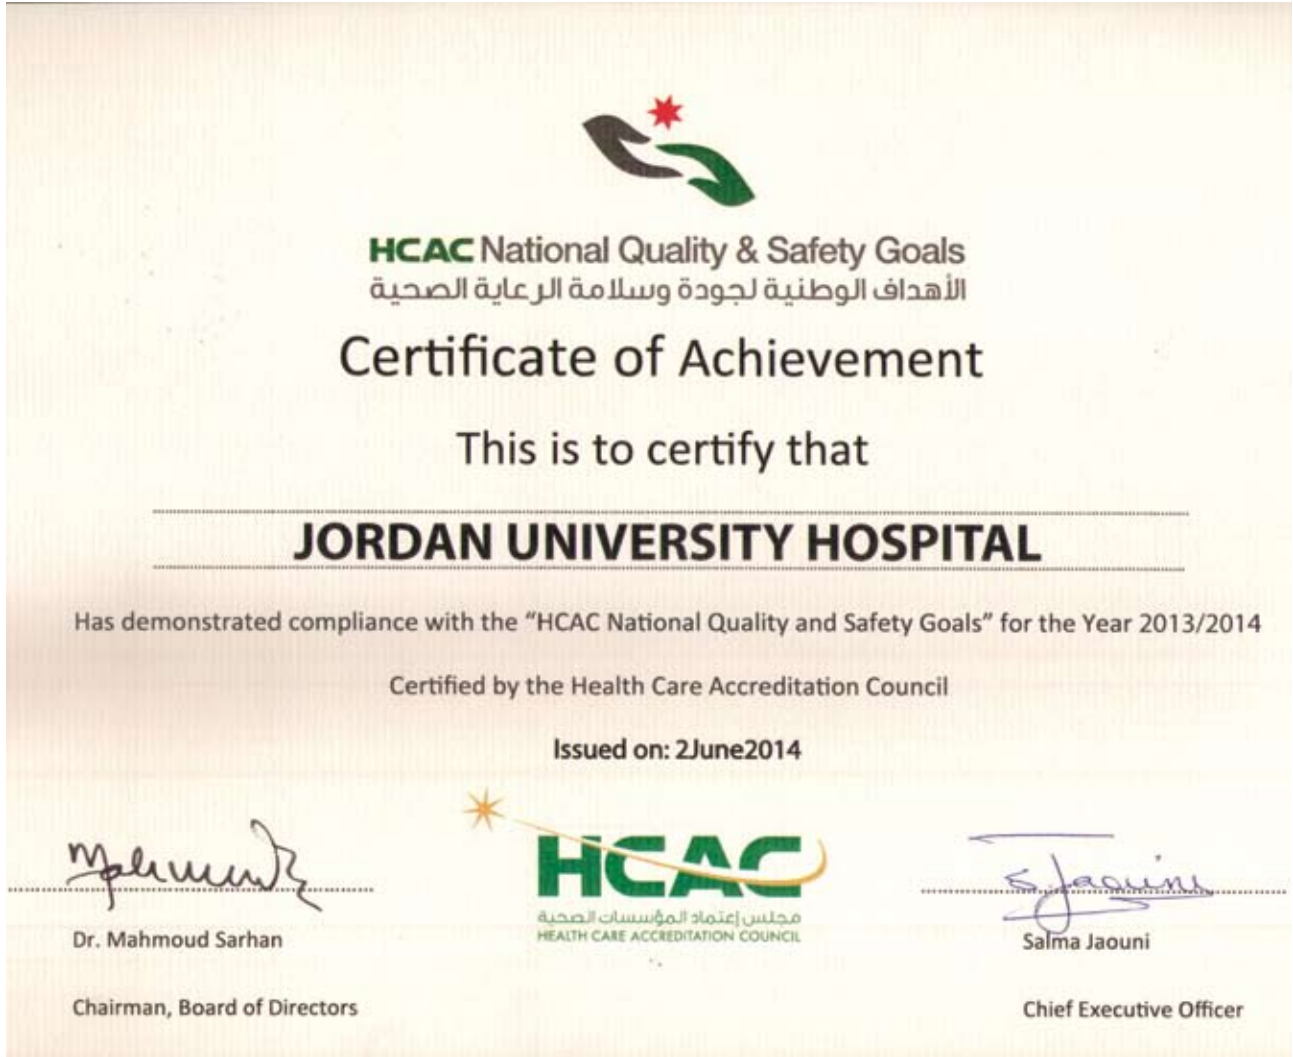 HCAC National Quality & Safety Goals
الأهداف الوطنية لجودة وسلامة الرعاية الصحية
Certificate of Achievement
This is to certify that
JORDAN UNIVERSITY HOSPITAL
Has demonstrated compliance with the “HCAC National Quality and Safety Goals” for the Year 2013/2014
Certified by the Health Care Accreditation Council
Issued on: 2June2014
Mahmoud
HCAC
S Jaouni
مجلس إعتماد المؤسسات الصحية
HEALTH CARE ACCREDITATION COUNCIL
Dr. Mahmoud Sarhan
Salma Jaouni
Chairman, Board of Directors
Chief Executive Officer